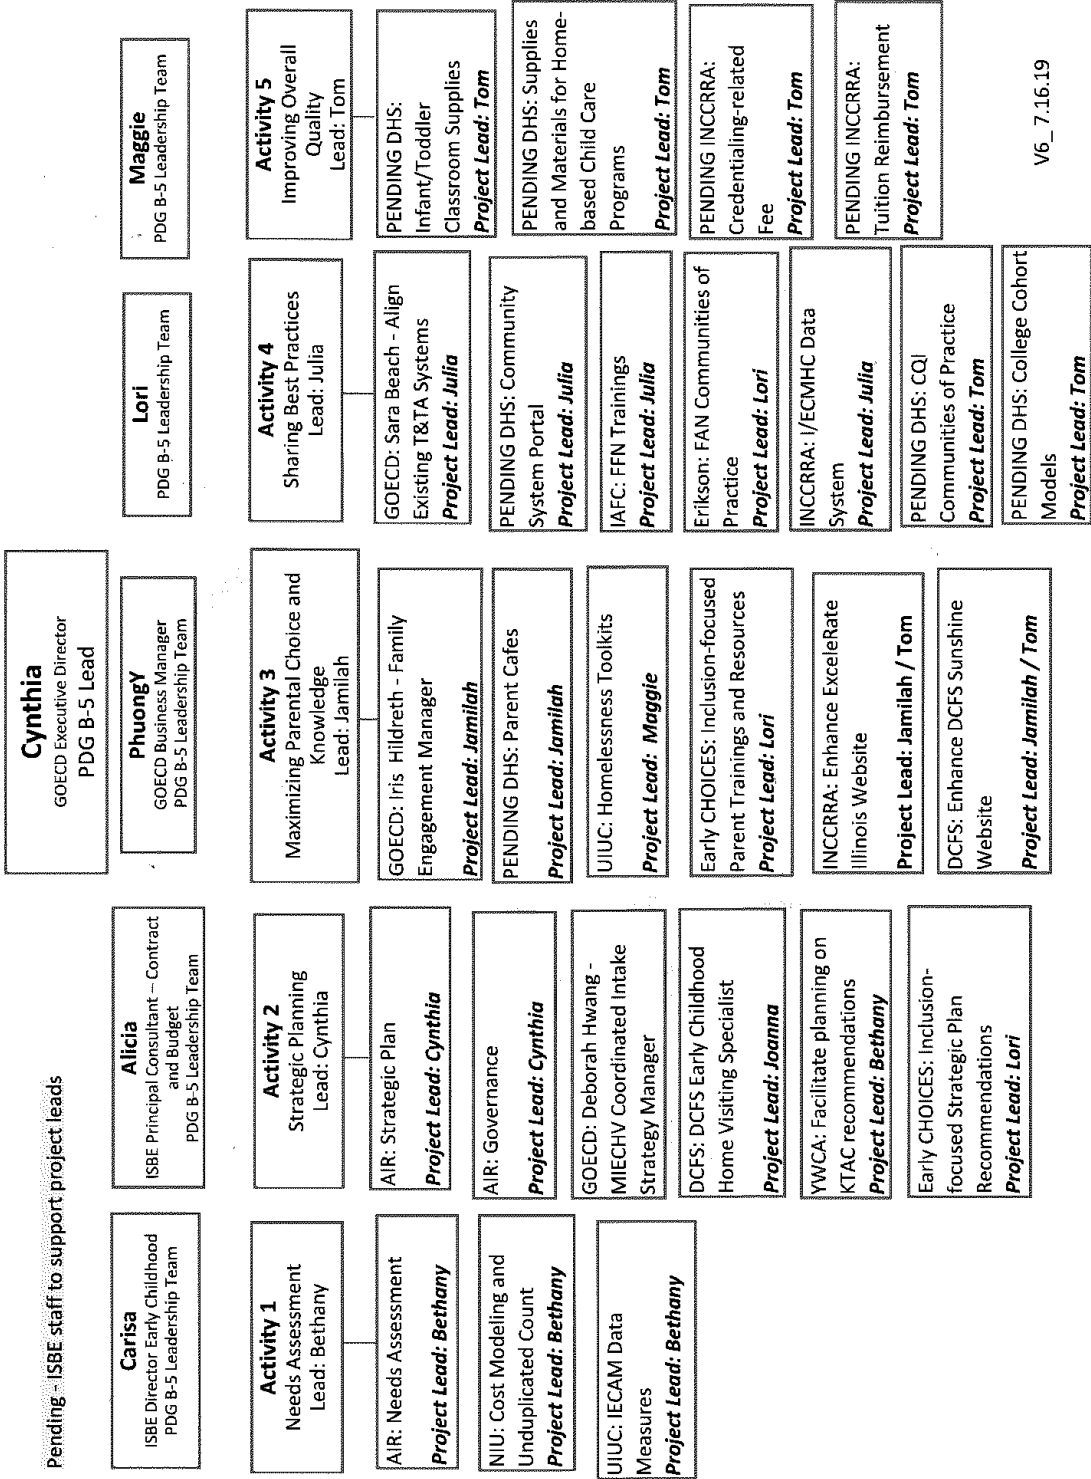 Pending - ISBE staff to support project leads
Cynthia
GOECD Executive Director
PDG B-5 Lead
Carisa
ISBE Director Early Childhood
PDG B-5 Leadership Team
Alicia
ISBE Principal Consultant – Contract
and Budget
PDG B-5 Leadership Team
PhuongY
GOECD Business Manager
PDG B-5 Leadership Team
Lori
PDG B-5 Leadership Team
Maggie
PDG B-5 Leadership Team
Activity 1
Needs Assessment
Lead: Bethany
AIR: Needs Assessment
Project Lead: Bethany
NIU: Cost Modeling and
Unduplicated Count
Project Lead: Bethany
UIUC: IECAM Data
Measures
Project Lead: Bethany
Activity 2
Strategic Planning
Lead: Cynthia
AIR: Strategic Plan
Project Lead: Cynthia
AIR: Governance
Project Lead: Cynthia
GOECD: Deborah Hwang -
MIECHV Coordinated Intake
Strategy Manager
DCFS: DCFS Early Childhood
Home Visiting Specialist
Project Lead: Joanna
YWCA: Facilitate planning on
KTAC recommendations
Project Lead: Bethany
Early CHOICES: Inclusion-
focused Strategic Plan
Recommendations
Project Lead: Lori
Activity 3
Maximizing Parental Choice and
Knowledge
Lead: Jamilah
GOECD: Iris Hildreth - Family
Engagement Manager
Project Lead: Jamilah
PENDING DHS: Parent Cafes
Project Lead: Jamilah
UIUC: Homelessness Toolkits
Project Lead: Maggie
Early CHOICES: Inclusion-focused
Parent Trainings and Resources
Project Lead: Lori
INCCRRA: Enhance ExceleRate
Illinois Website
Project Lead: Jamilah / Tom
DCFS: Enhance DCFS Sunshine
Website
Project Lead: Jamilah / Tom
Activity 4
Sharing Best Practices
Lead: Julia
GOECD: Sara Beach - Align
Existing T&TA Systems
Project Lead: Julia
PENDING DHS: Community
System Portal
Project Lead: Julia
IAFC: FFN Trainings
Project Lead: Julia
Erikson: FAN Communities of
Practice
Project Lead: Lori
INCCRRA: I/ECMHC Data
System
Project Lead: Julia
PENDING DHS: CQI
Communities of Practice
Project Lead: Tom
PENDING DHS: College Cohort
Models
Project Lead: Tom
Activity 5
Improving Overall
Quality
Lead: Tom
PENDING DHS:
Infant/Toddler
Classroom Supplies
Project Lead: Tom
PENDING DHS: Supplies
and Materials for Home-
based Child Care
Programs
Project Lead: Tom
PENDING INCCRRA:
Credentialing-related
Fee
Project Lead: Tom
PENDING INCCRRA:
Tuition Reimbursement
Project Lead: Tom
V6_ 7.16.19